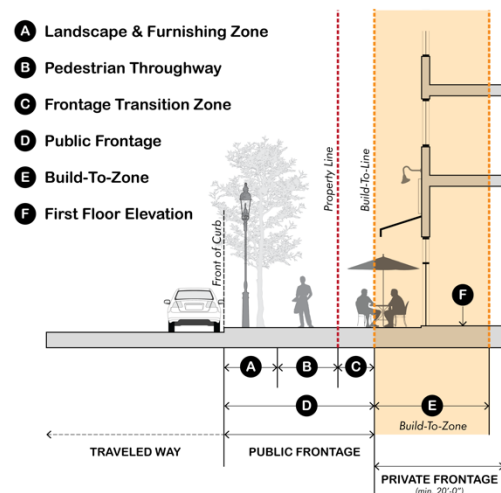 A Landscape & Furnishing Zone
B Pedestrian Throughway
C Frontage Transition Zone
D Public Frontage
E Build-To-Zone
F First Floor Elevation
Front of Curb
Property Line
Build-To-Line
F
A B C
D E
Build-To-Zone
TRAVELED WAY PUBLIC FRONTAGE
PRIVATE FRONTAGE
(min. 20'-0")